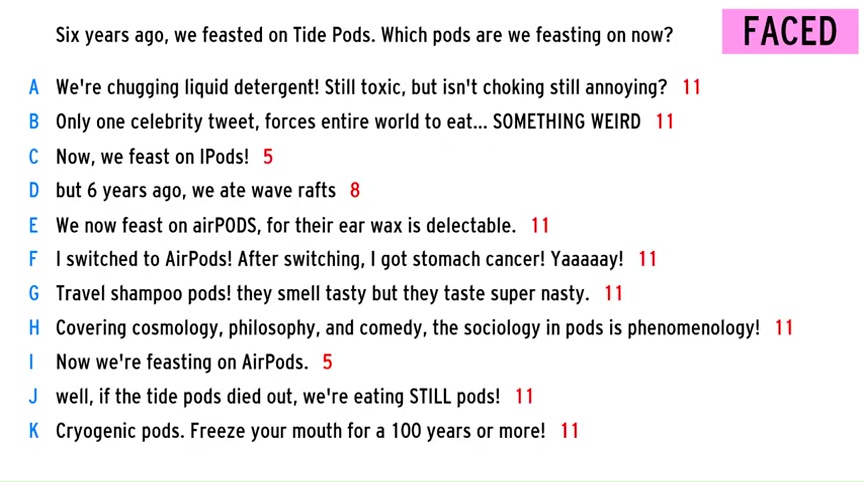 Six years ago, we feasted on Tide Pods. Which pods are we feasting on now?
FACED
A We're chugging liquid detergent! Still toxic, but isn't choking still annoying? 11
B Only one celebrity tweet, forces entire world to eat... SOMETHING WEIRD 11
C Now, we feast on IPods! 5
D but 6 years ago, we ate wave rafts 8
E We now feast on airPODS, for their ear wax is delectable. 11
F I switched to AirPods! After switching, I got stomach cancer! Yaaaaay! 11
G Travel shampoo pods! they smell tasty but they taste super nasty. 11
H Covering cosmology, philosophy, and comedy, the sociology in pods is phenomenology! 11
I Now we're feasting on AirPods. 5
J well, if the tide pods died out, we're eating STILL pods! 11
K Cryogenic pods. Freeze your mouth for a 100 years or more! 11